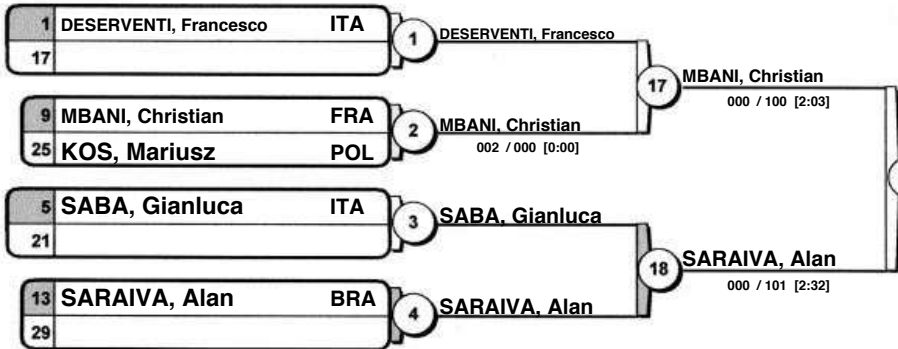 1 DESERVENTI, Francesco ITA
17
1
DESERVENTI, Francesco
9 MBANI, Christian FRA
25 KOS, Mariusz POL
2
MBANI, Christian
002 / 000 [0:00]
17
MBANI, Christian
000 / 100 [2:03]
5 SABA, Gianluca ITA
21
3
SABA, Gianluca
13 SARAIVA, Alan BRA
29
4
SARAIVA, Alan
18
SARAIVA, Alan
000 / 101 [2:32]